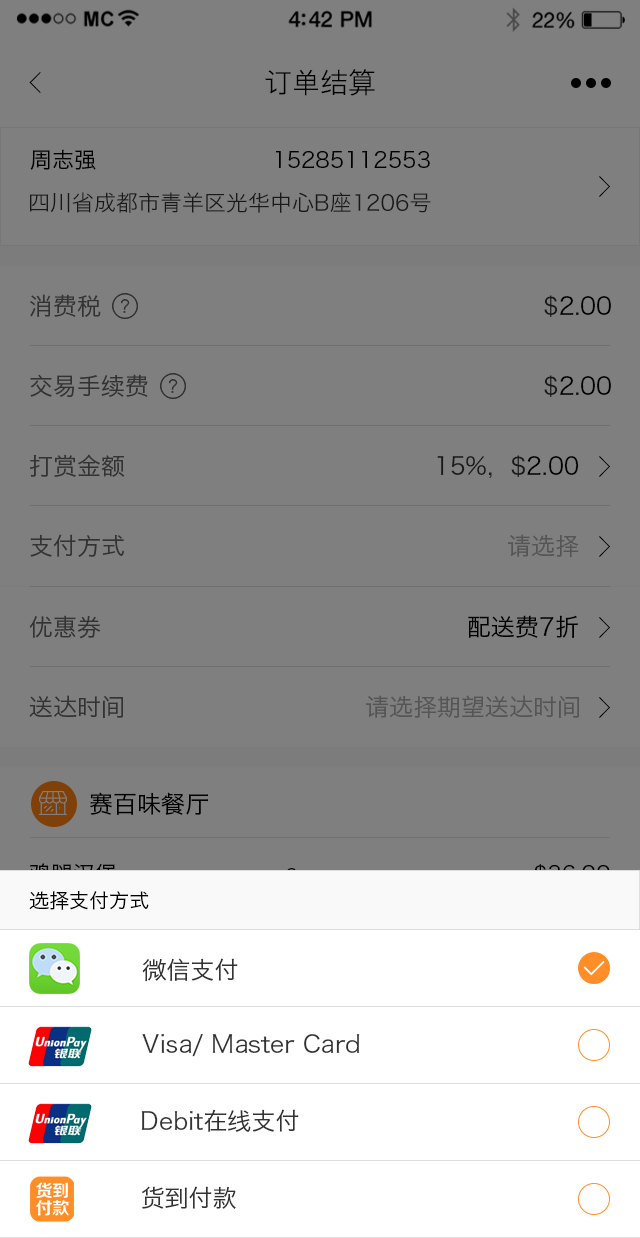 MC 4:42 PM 22%
订单结算
周志强 15285112553
四川省成都市青羊区光华中心B座1206号
消费税 ? $2.00
交易手续费 ? $2.00
打赏金额 15%, $2.00
支付方式 请选择
优惠券 配送费7折
送达时间 请选择期望送达时间
赛百味餐厅
选择支付方式
微信支付
UnionPay
银联
Visa/ Master Card
UnionPay
银联
Debit在线支付
货到
付款
货到付款